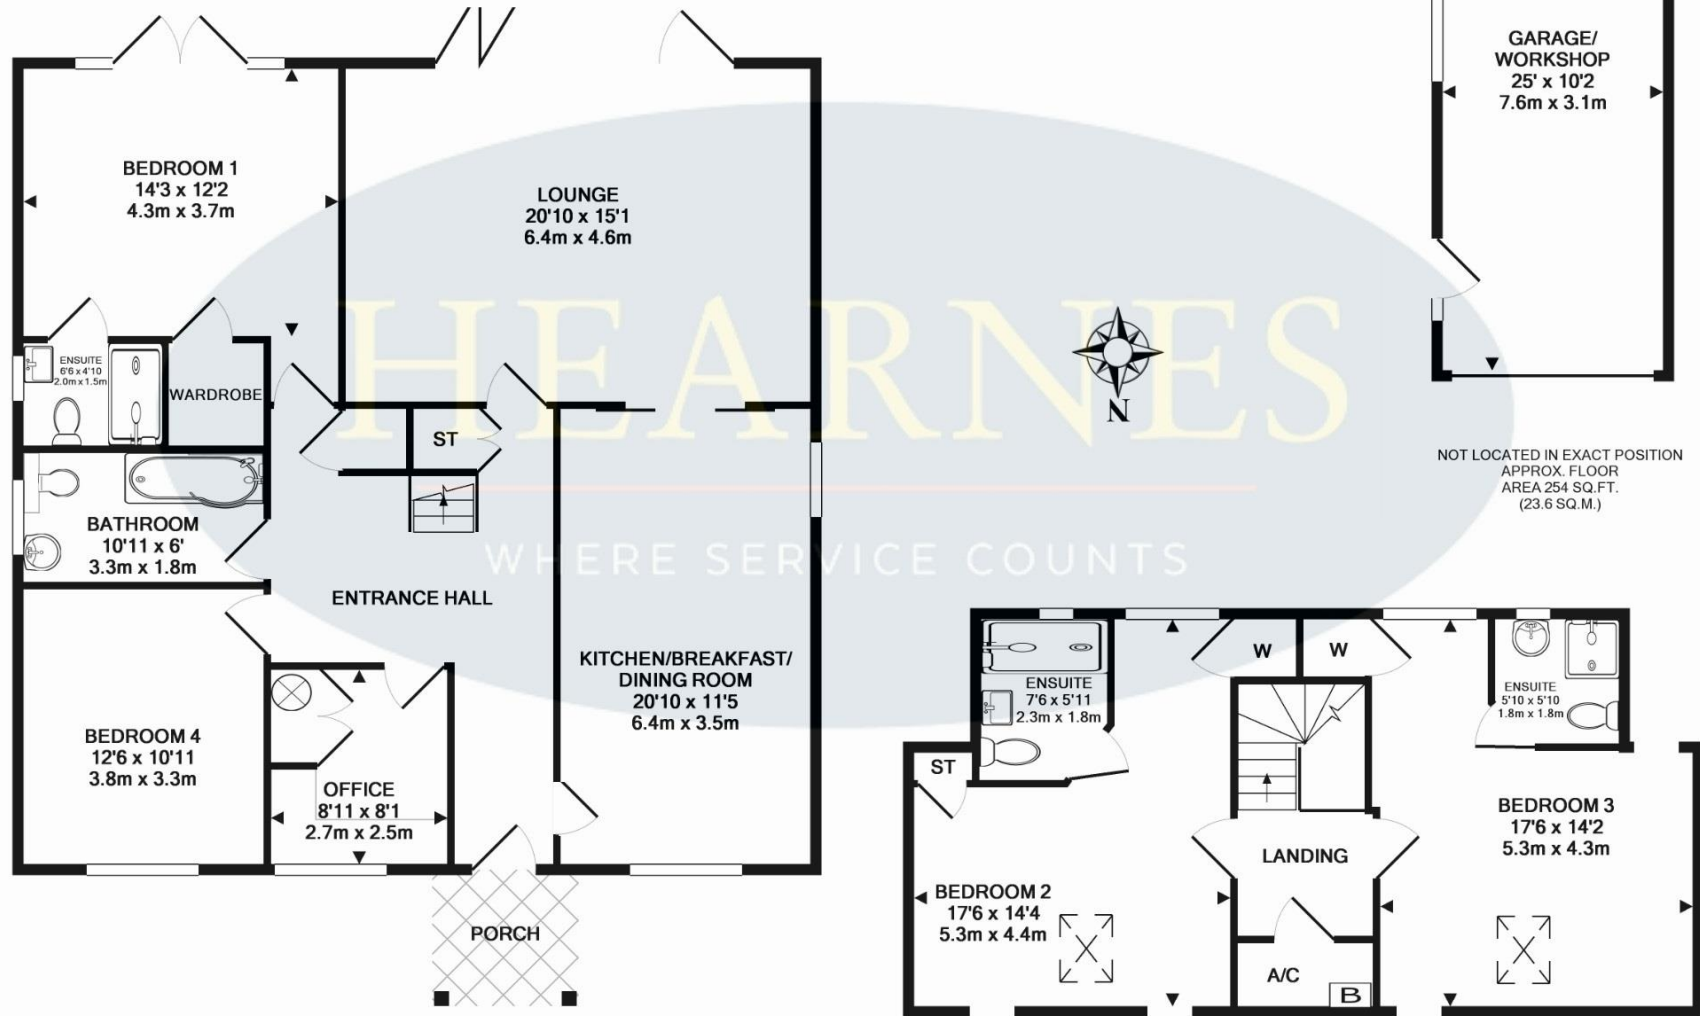 BEDROOM 1
14'3 x 12'2
4.3m x 3.7m
LOUNGE
20'10 x 15'1
6.4m x 4.6m
GARAGE/
WORKSHOP
25' x 10'2
7.6m x 3.1m
HEARNES
WHERE SERVICE COUNTS
N
ENSUITE
6'6 x 4'10
2.0m x 1.5m
WARDROBE
ST
BATHROOM
10'11 x 6'
3.3m x 1.8m
ENTRANCE HALL
KITCHEN/BREAKFAST/
DINING ROOM
20'10 x 11'5
6.4m x 3.5m
BEDROOM 4
12'6 x 10'11
3.8m x 3.3m
OFFICE
8'11 x 8'1
2.7m x 2.5m
PORCH
NOT LOCATED IN EXACT POSITION
APPROX. FLOOR
AREA 254 SQ.FT.
(23.6 SQ.M.)
W
W
ENSUITE
7'6 x 5'11
2.3m x 1.8m
ENSUITE
5'10 x 5'10
1.8m x 1.8m
ST
BEDROOM 2
17'6 x 14'4
5.3m x 4.4m
LANDING
BEDROOM 3
17'6 x 14'2
5.3m x 4.3m
A/C
B